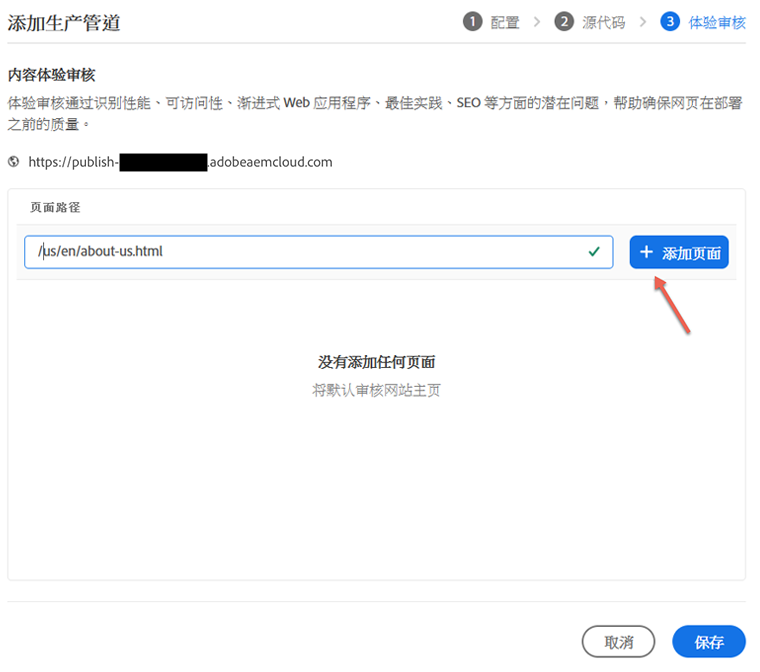 添加生产管道
1 配置 > 2 源代码 > 3 体验审核
内容体验审核
体验审核通过识别性能、可访问性、渐进式 Web 应用程序、最佳实践、SEO 等方面的潜在问题，帮助确保网页在部署
之前的质量。
https://publish- .adobeaemcloud.com
页面路径
/us/en/about-us.html
+ 添加页面
没有添加任何页面
将默认审核网站主页
取消
保存